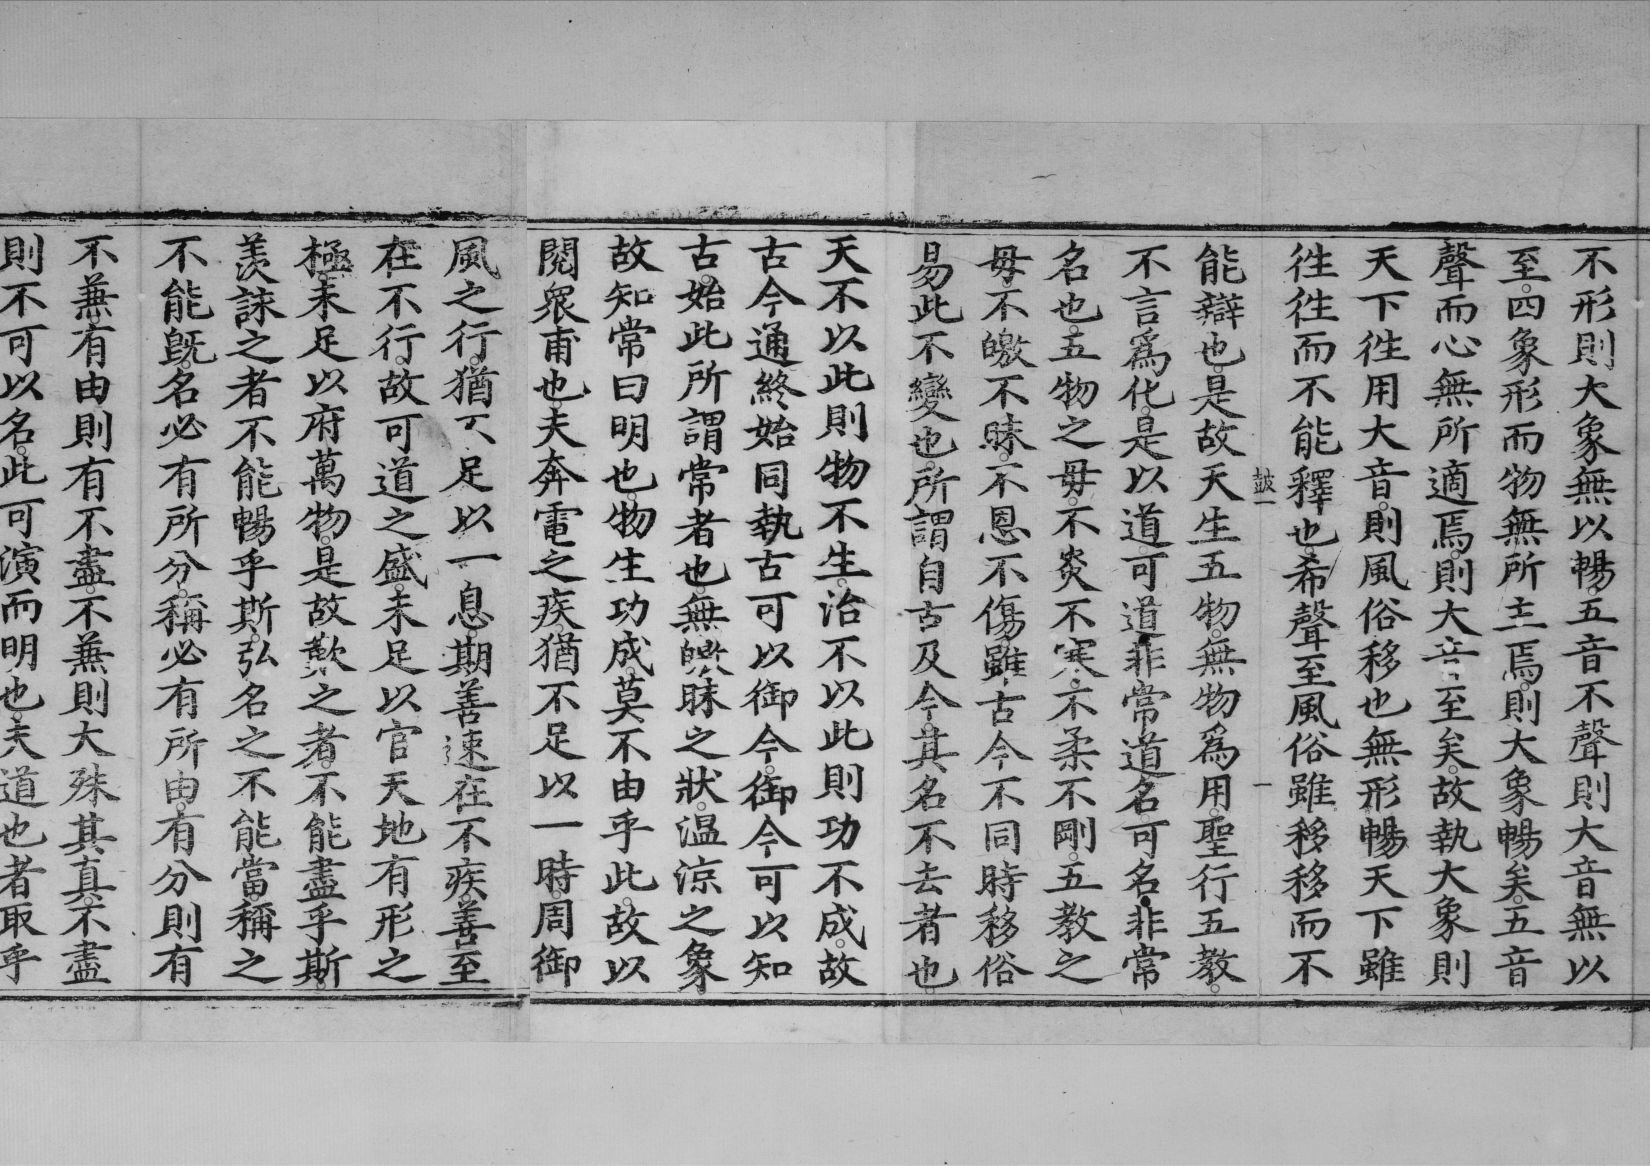 不形則大象無以暢。五音不聲則大音無以
至。四象形而物無所主焉。則大象暢矣。五音
聲而心無所適焉。則大音至矣。故執大象則
天下徃用大音。則風俗移也無形暢天下雖
徃徃而不能釋也。希聲至風俗雖移移而不
鼓一 一
能辯也。是故天生五物。無物爲用。聖行五教。
不言爲化。是以道可道非常道名可名非常
名也。五物之毋。不炎不寒。不柔不剛。五教之
毋不皦不昧。不恩不傷雖古今不同時移俗
易此不變也。所謂自古及今。其名不去者也。
天不以此則物不生。治不以此則功不成。故
古今通終始同執古可以御今。御今可以知
古。始此所謂常者也。無皦昧之狀。温凉之象。
故知常曰明也。物生功成。莫不由乎此。故以
閱衆甫也。夫奔電之疾。猶不足以一時。周御
風之行。猶不足以一息。期善速在不疾。善至
在不行。故可道之盛。未足以官天地有形之
極。未足以府萬物。是故歎之者。不能盡乎斯。
羨詠之者不能暢乎斯。弘名之不能當。稱之
不能旣。名必有所分。稱必有所由。有分則有
不兼有由則有不盡。不兼則大殊其真。不盡
則不可以名。此可演而明也。夫道也者取乎